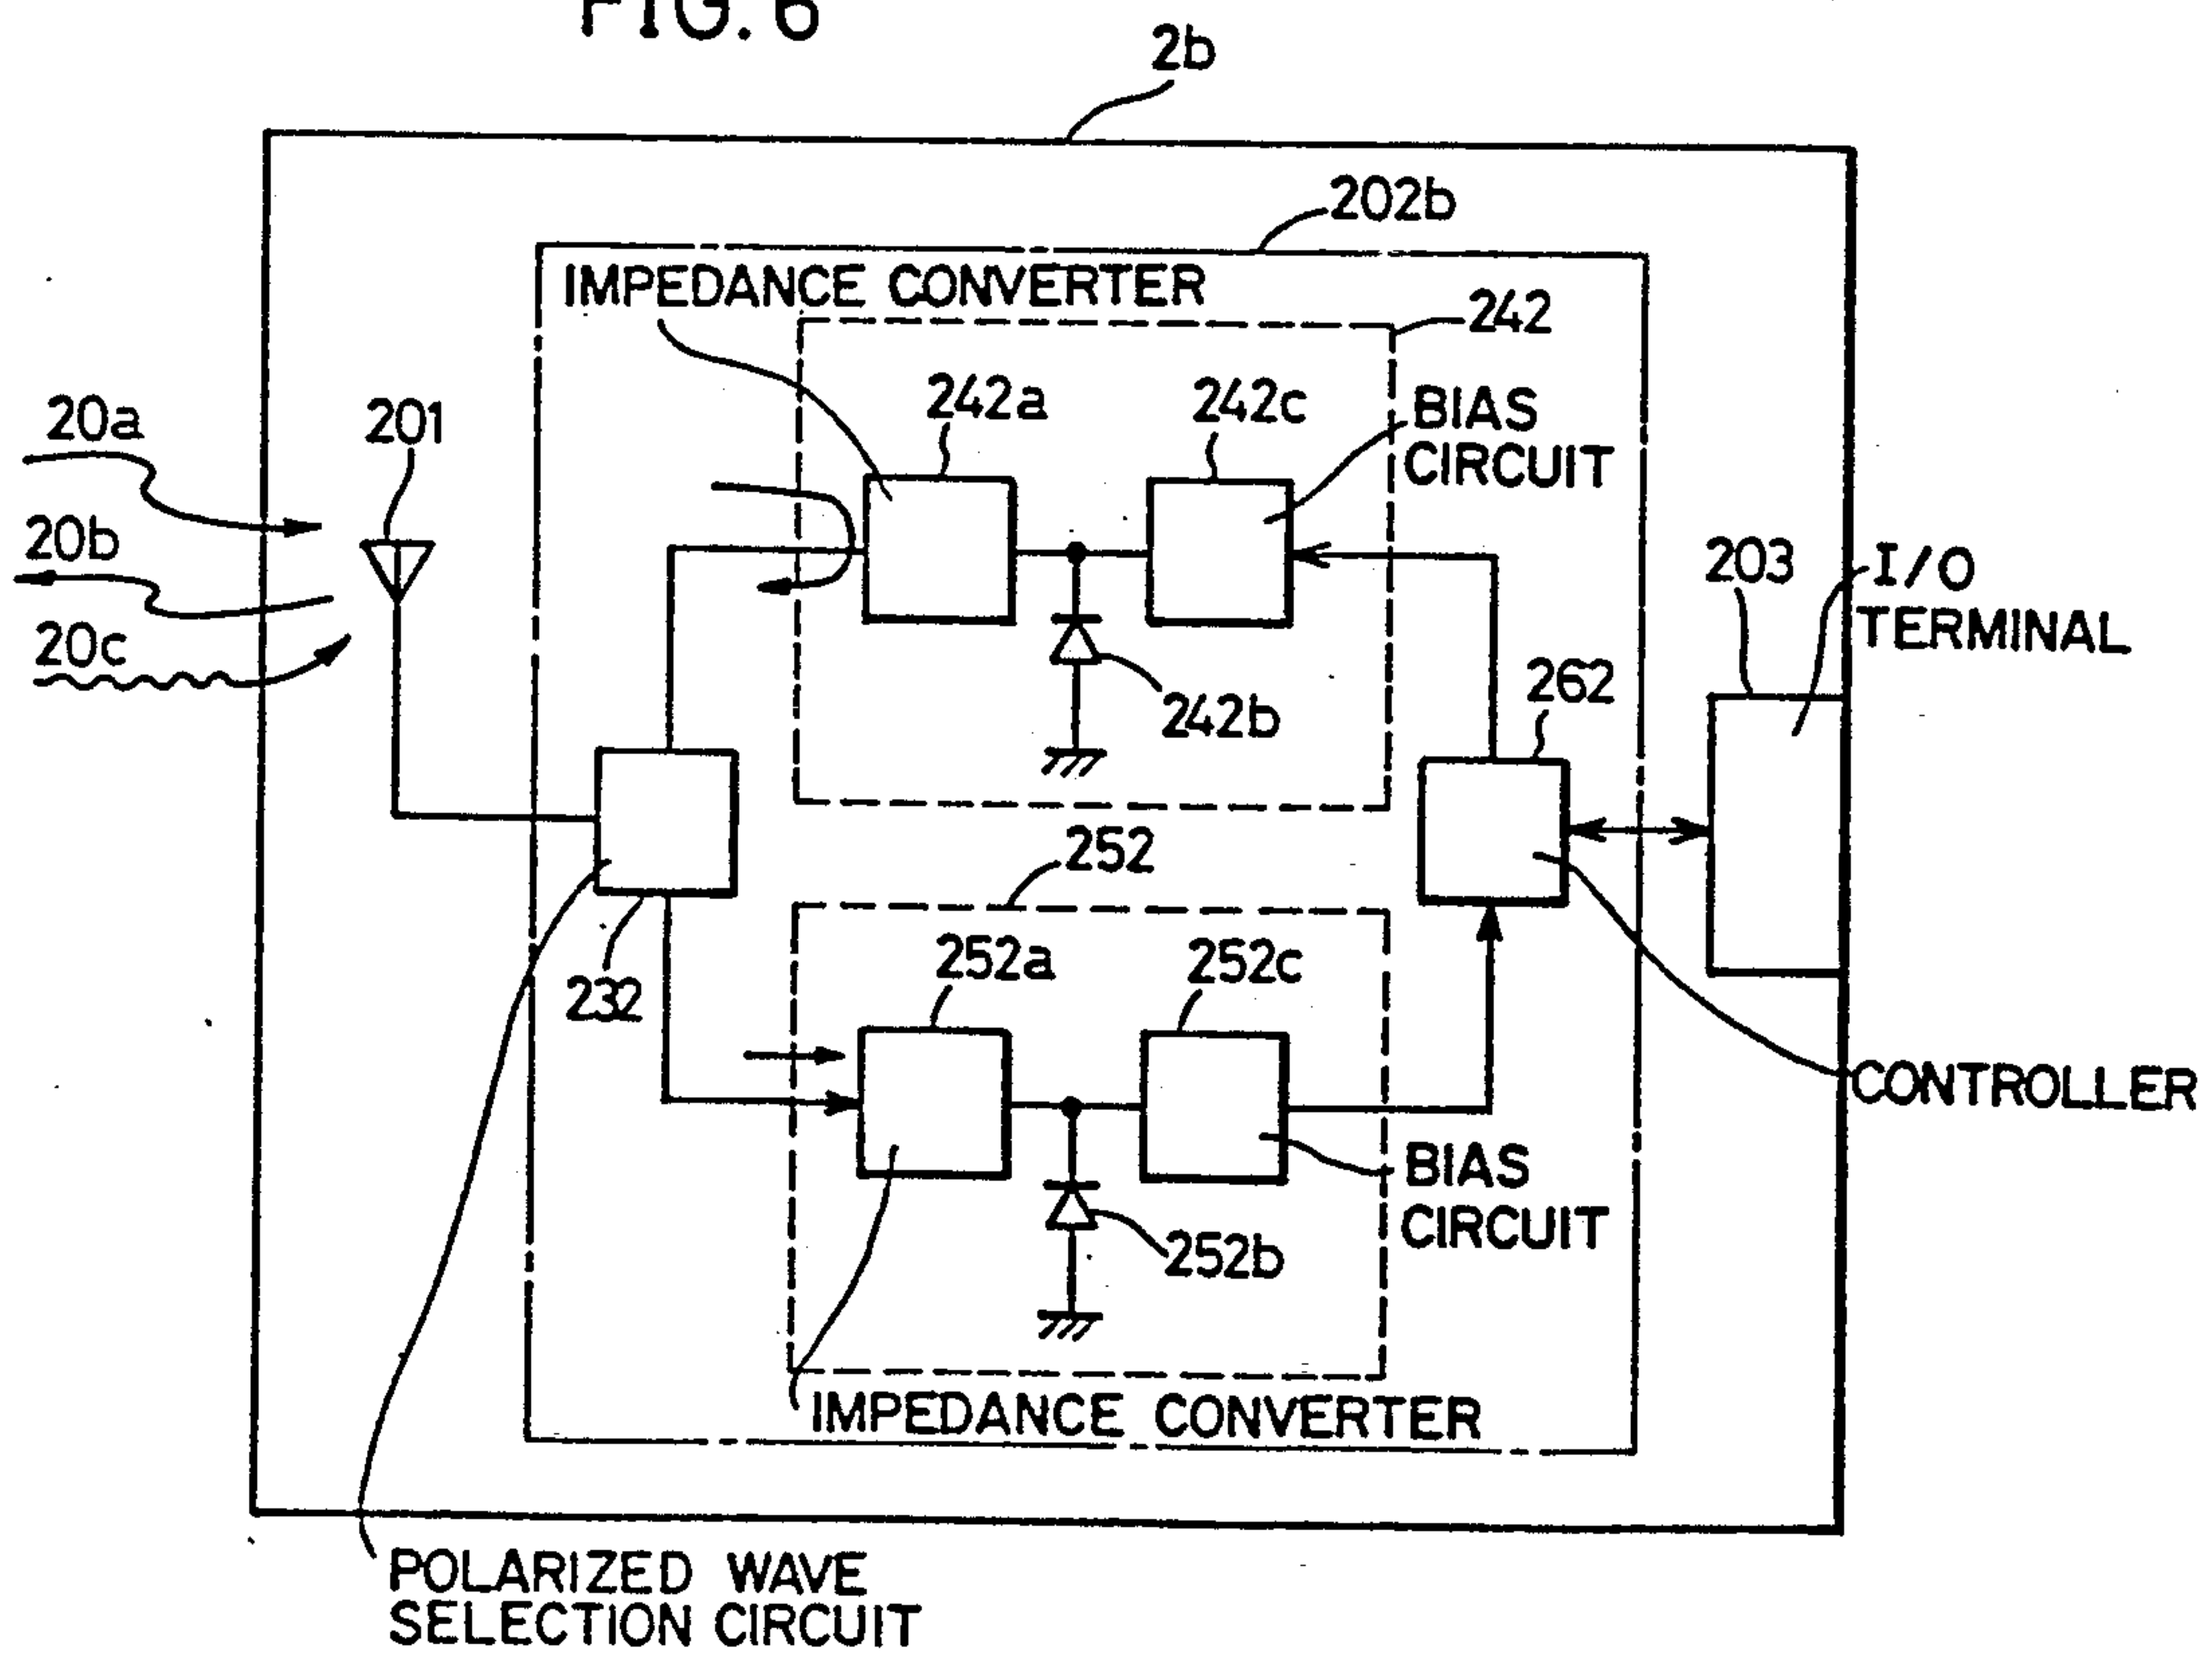 FIG. 6
2b
202b
IMPEDANCE CONVERTER
242
242a
242c
BIAS
CIRCUIT
20a
201
20b
203
I/O
TERMINAL
20c
262
242b
252
252a
252c
232
CONTROLLER
BIAS
CIRCUIT
252b
IMPEDANCE CONVERTER
POLARIZED WAVE
SELECTION CIRCUIT